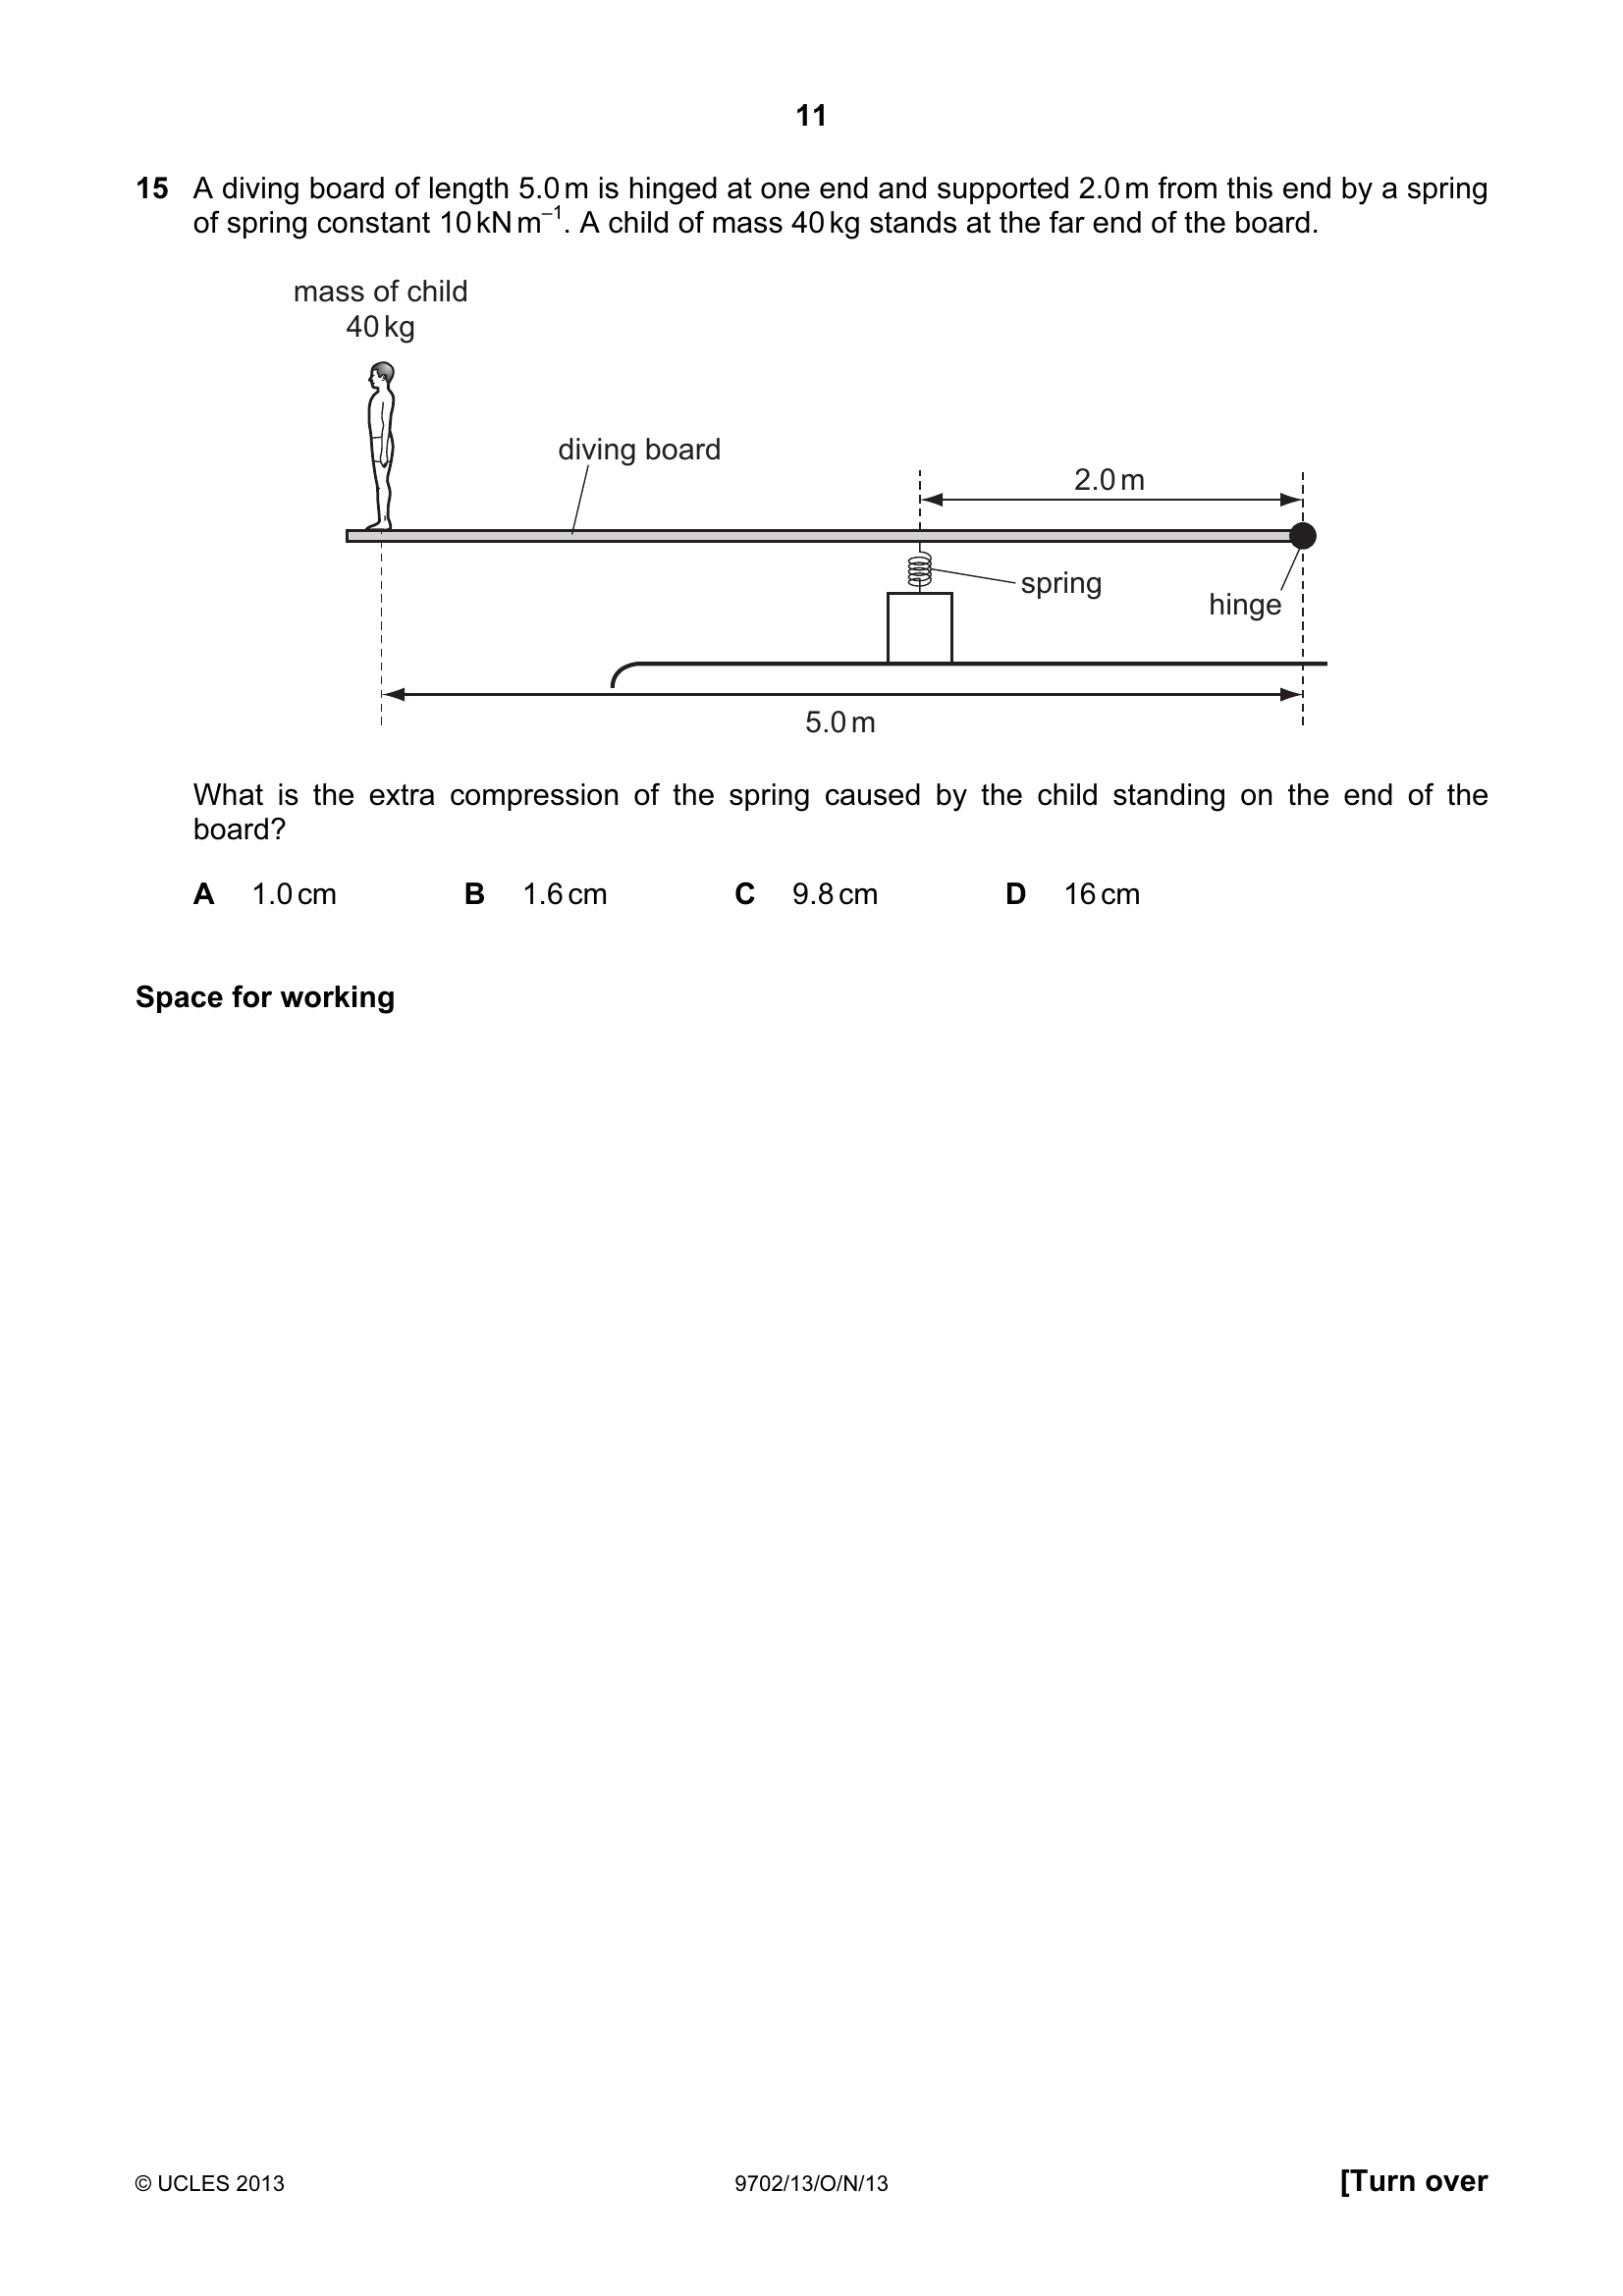 11
15 A diving board of length 5.0 m is hinged at one end and supported 2.0 m from this end by a spring
of spring constant 10 kN m⁻¹. A child of mass 40 kg stands at the far end of the board.
mass of child
40 kg
diving board
2.0 m
spring
hinge
5.0 m
What is the extra compression of the spring caused by the child standing on the end of the
board?
A 1.0 cm B 1.6 cm C 9.8 cm D 16 cm
Space for working
© UCLES 2013 9702/13/O/N/13 [Turn over